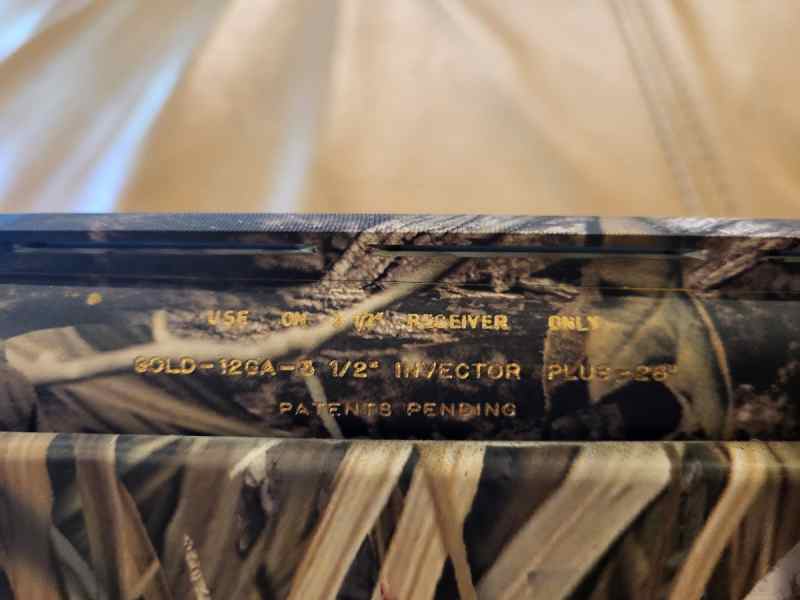 USE ON 3 1/2" RECEIVER ONLY
GOLD-12GA-3 1/2" INVECTOR PLUS-28"
PATENTS PENDING